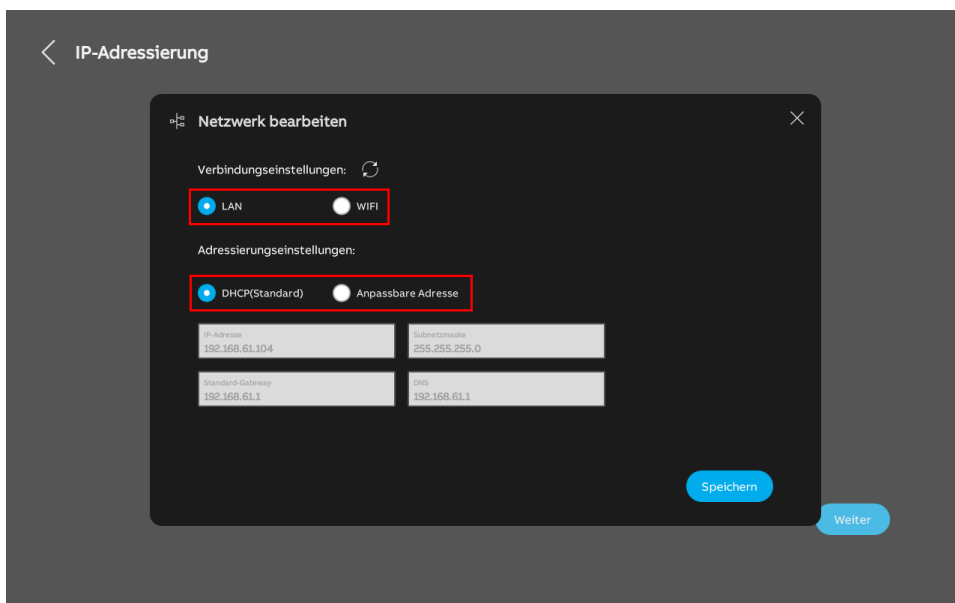 IP-Adressierung
Netzwerk bearbeiten
Verbindungseinstellungen:
LAN WIFI
Adressierungseinstellungen:
DHCP(Standard) Anpassbare Adresse
IP-Adresse Subnetzmaske
192.168.61.104 255.255.255.0
Standard-Gateway DNS
192.168.61.1 192.168.61.1
Speichern
Weiter